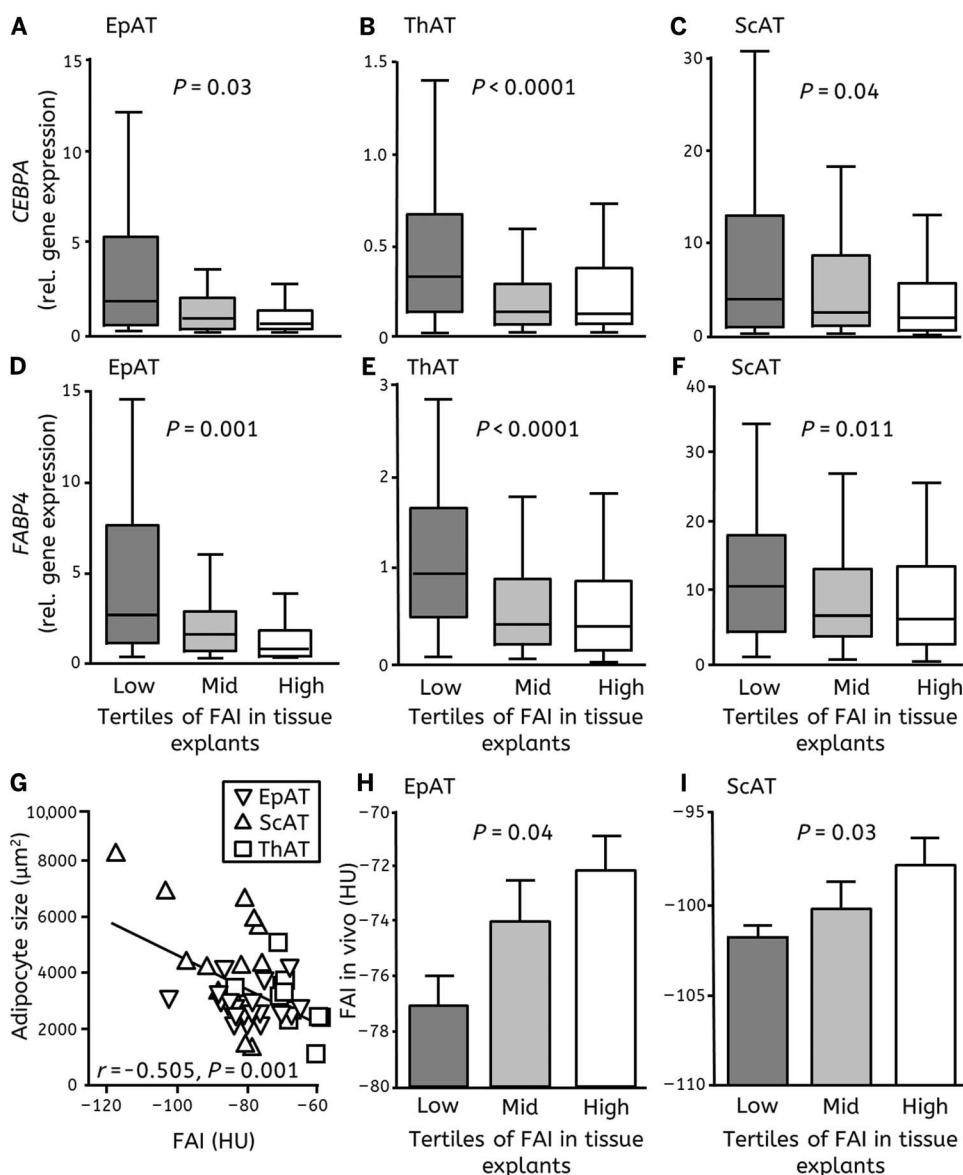 A EpAT
B ThAT
C ScAT
CEBPA
(rel. gene expression)
15
10
5
0
P = 0.03
1.5
1.0
0.5
0
P < 0.0001
30
20
10
0
P = 0.04
D EpAT
E ThAT
F ScAT
FABP4
(rel. gene expression)
15
10
5
0
P = 0.001
3
2
1
0
P < 0.0001
40
30
20
10
0
P = 0.011
Low Mid High
Tertiles of FAI in tissue
explants
Low Mid High
Tertiles of FAI in tissue
explants
Low Mid High
Tertiles of FAI in tissue
explants
G
EpAT
ScAT
ThAT
Adipocyte size (µm²)
10,000
8000
6000
4000
2000
0
r = −0.505, P = 0.001
−120 −100 −80 −60
FAI (HU)
H EpAT
FAI in vivo (HU)
−70
−72
−74
−76
−78
−80
P = 0.04
Low Mid High
Tertiles of FAI in tissue
explants
I ScAT
−95
−100
−105
−110
P = 0.03
Low Mid High
Tertiles of FAI in tissue
explants